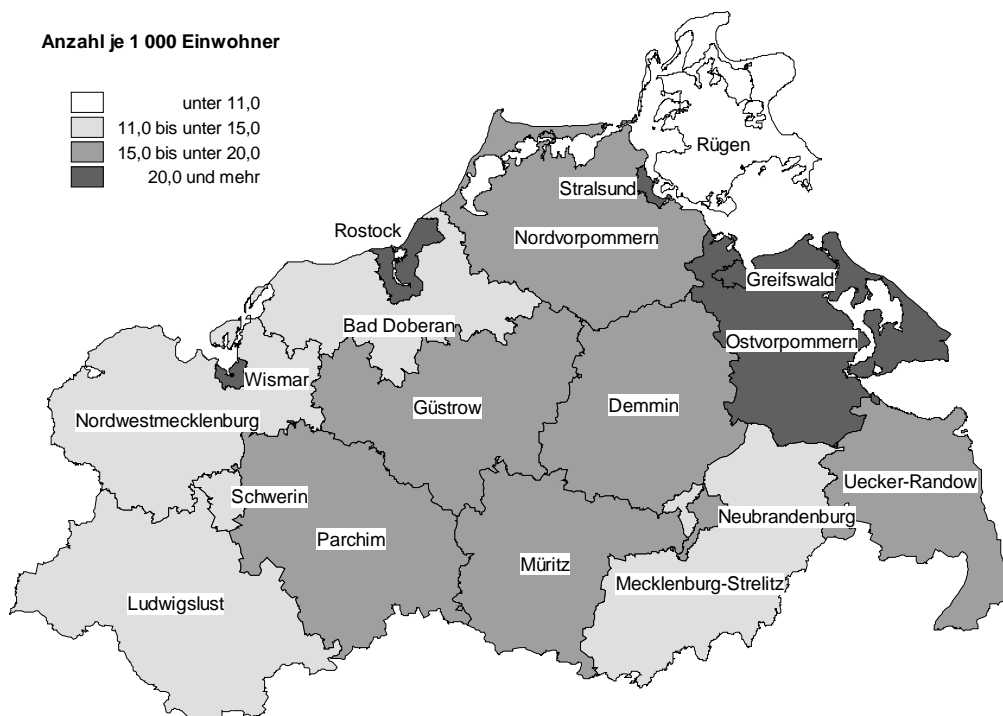 Anzahl je 1 000 Einwohner
unter 11,0
11,0 bis unter 15,0
15,0 bis unter 20,0
20,0 und mehr
Rügen
Stralsund
Rostock
Nordvorpommern
Greifswald
Bad Doberan
Ostvorpommern
Wismar
Nordwestmecklenburg
Güstrow
Demmin
Schwerin
Uecker-Randow
Neubrandenburg
Parchim
Müritz
Mecklenburg-Strelitz
Ludwigslust